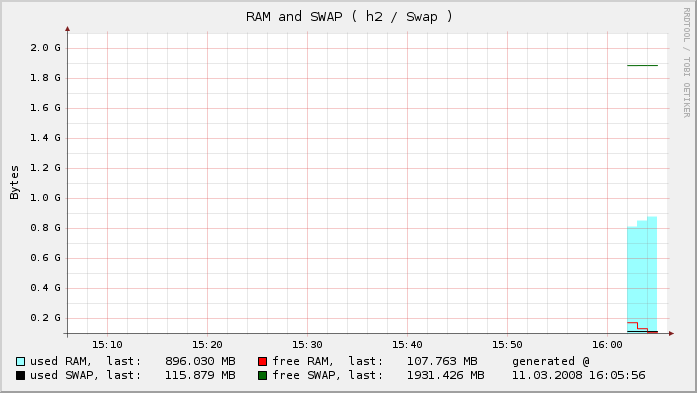 RAM and SWAP ( h2 / Swap )
RRDTOOL / TOBI OETIKER
Bytes
2.0 G
1.8 G
1.6 G
1.4 G
1.2 G
1.0 G
0.8 G
0.6 G
0.4 G
0.2 G
15:10 15:20 15:30 15:40 15:50 16:00
used RAM, last: 896.030 MB free RAM, last: 107.763 MB generated @
used SWAP, last: 115.879 MB free SWAP, last: 1931.426 MB 11.03.2008 16:05:56